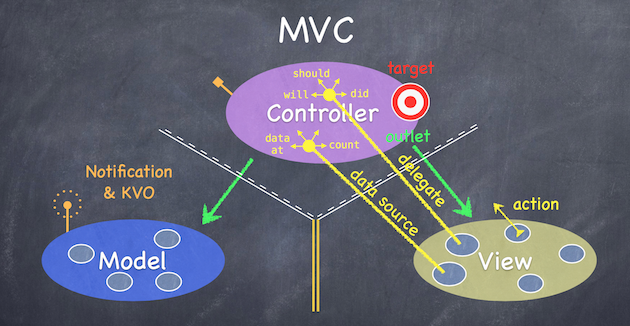 MVC
should
target
will
did
Controller
outlet
data
at
count
Notification
& KVO
delegate
data source
action
Model
View